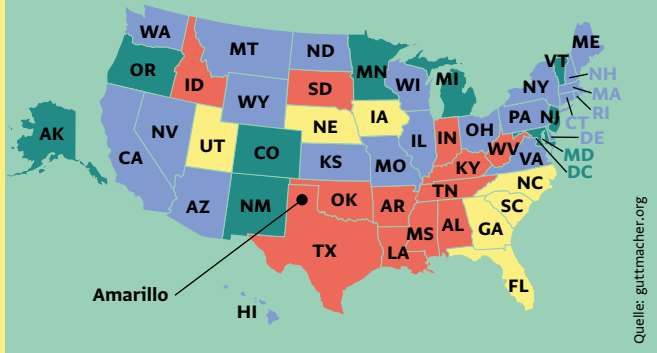 WA
MT
ND
MN
ME
VT
OR
ID
SD
WI
MI
NY
NH
MA
RI
CT
WY
NE
IA
PA
NJ
AK
NV
UT
CO
IL
IN
OH
DE
MD
DC
CA
KS
MO
WV
VA
KY
AZ
NM
OK
AR
TN
NC
SC
TX
LA
MS
AL
GA
FL
Amarillo
HI
Quelle: guttmacher.org